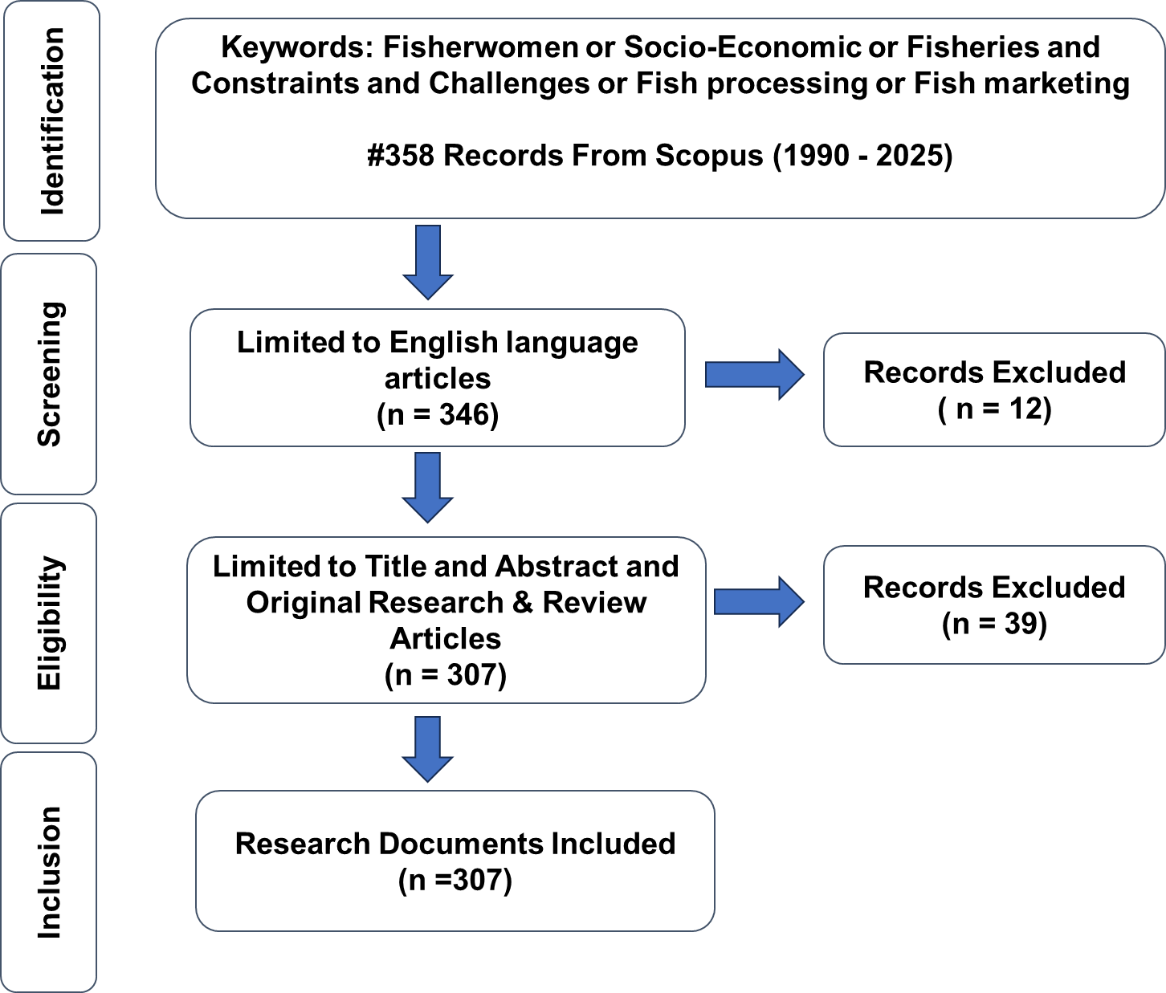 Identification
Keywords: Fisherwomen or Socio-Economic or Fisheries and
Constraints and Challenges or Fish processing or Fish marketing
#358 Records From Scopus (1990 - 2025)
Screening
Limited to English language
articles
(n = 346)
Records Excluded
( n = 12)
Eligibility
Limited to Title and Abstract and
Original Research & Review
Articles
(n = 307)
Records Excluded
(n = 39)
Inclusion
Research Documents Included
(n =307)